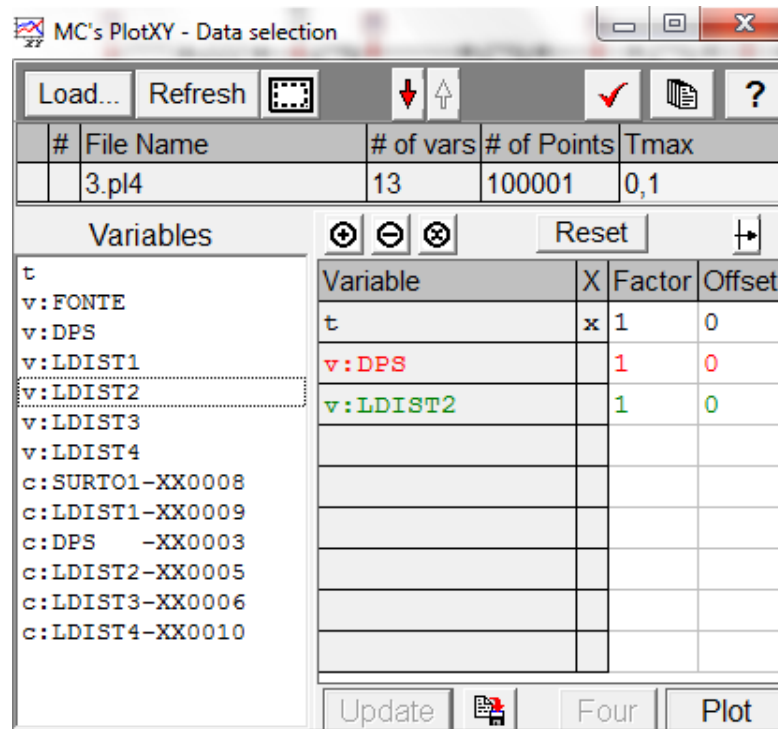 MC's PlotXY - Data selection
Load... Refresh ?
# File Name # of vars # of Points Tmax
3.pl4 13 100001 0,1
Variables Reset
t
v:FONTE
v:DPS
v:LDIST1
v:LDIST2
v:LDIST3
v:LDIST4
c:SURTO1-XX0008
c:LDIST1-XX0009
c:DPS   -XX0003
c:LDIST2-XX0005
c:LDIST3-XX0006
c:LDIST4-XX0010
Variable X Factor Offset
t x 1 0
v:DPS 1 0
v:LDIST2 1 0
Update Four Plot